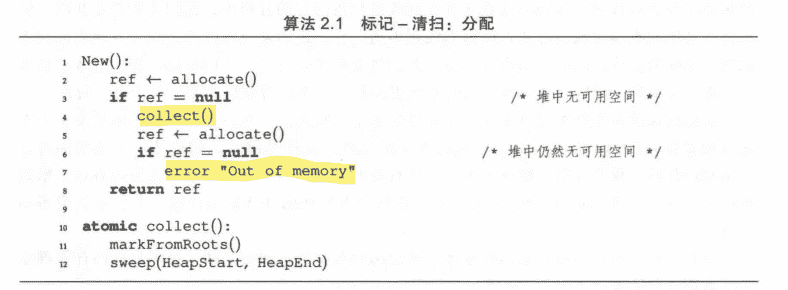 算法 2.1 标记－清扫：分配
1 New():
2 ref ← allocate()
3 if ref = null /* 堆中无可用空间 */
4 collect()
5 ref ← allocate()
6 if ref = null /* 堆中仍然无可用空间 */
7 error "Out of memory"
8 return ref
9
10 atomic collect():
11 markFromRoots()
12 sweep(HeapStart, HeapEnd)